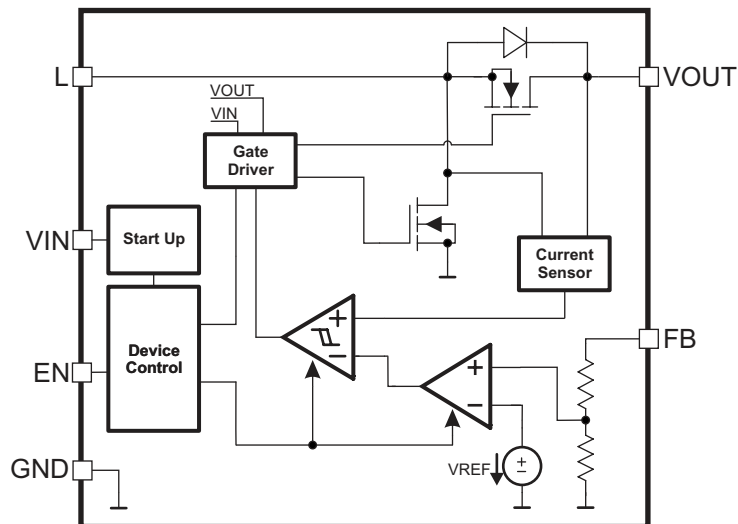 L
VOUT
VOUT
VIN
Gate
Driver
VIN
Start Up
Current
Sensor
Device
Control
EN
FB
+
−
+
−
VREF
+
−
GND